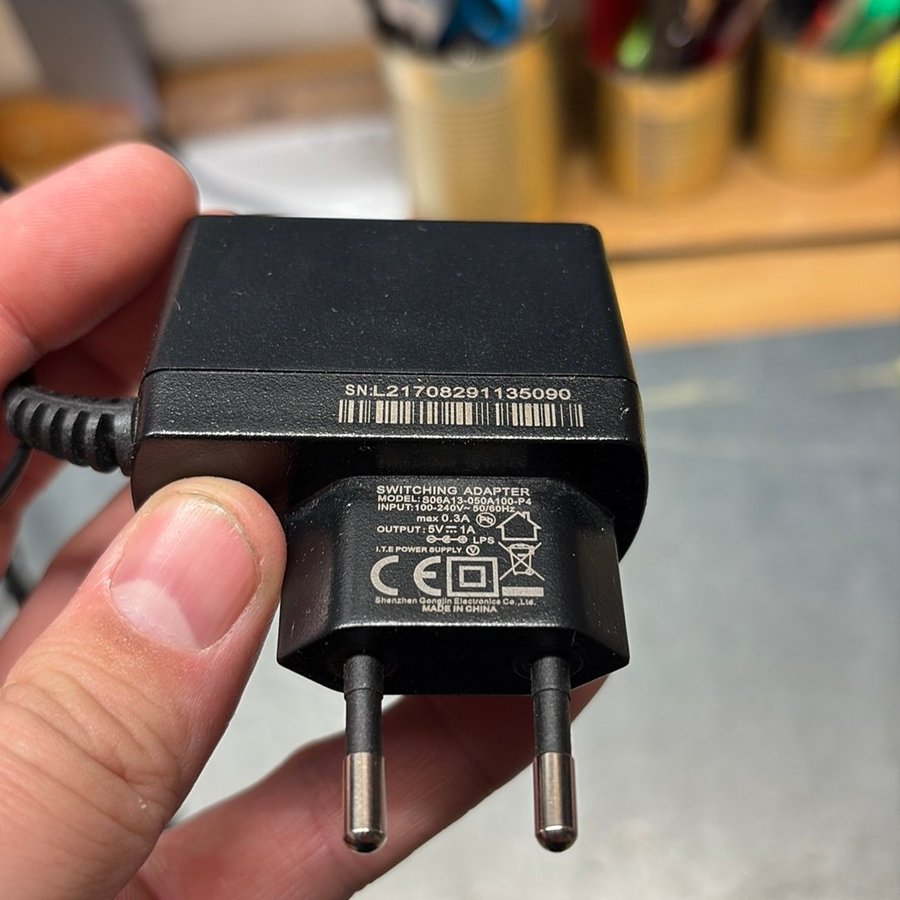 SN:L21708291135090
SWITCHING ADAPTER
MODEL: S06A13-050A100-P4
INPUT:100-240V~ 50/60Hz
max 0.3A
OUTPUT: 5V⎓1A
LPS
I.T.E POWER SUPPLY V
CE
Shenzhen Gongjin Electronics Co.,Ltd.
MADE IN CHINA